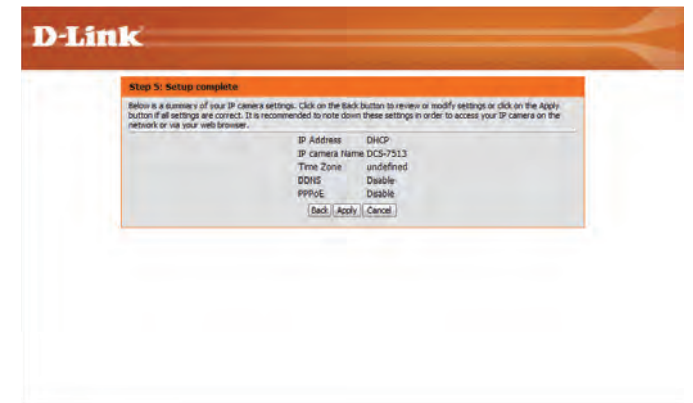 D-Link
Step 5: Setup complete
Below is a summary of your IP camera settings. Click on the Back button to review or modify settings or click on the Apply
button if all settings are correct. It is recommended to note down these settings in order to access your IP camera on the
network or via your web browser.
IP Address DHCP
IP camera Name DCS-7513
Time Zone undefined
DDNS Disable
PPPoE Disable
Back Apply Cancel